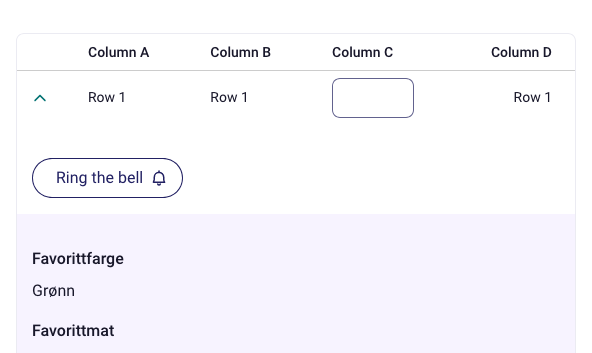 Column A Column B Column C Column D
Row 1 Row 1 Row 1
Ring the bell
Favorittfarge
Grønn
Favorittmat